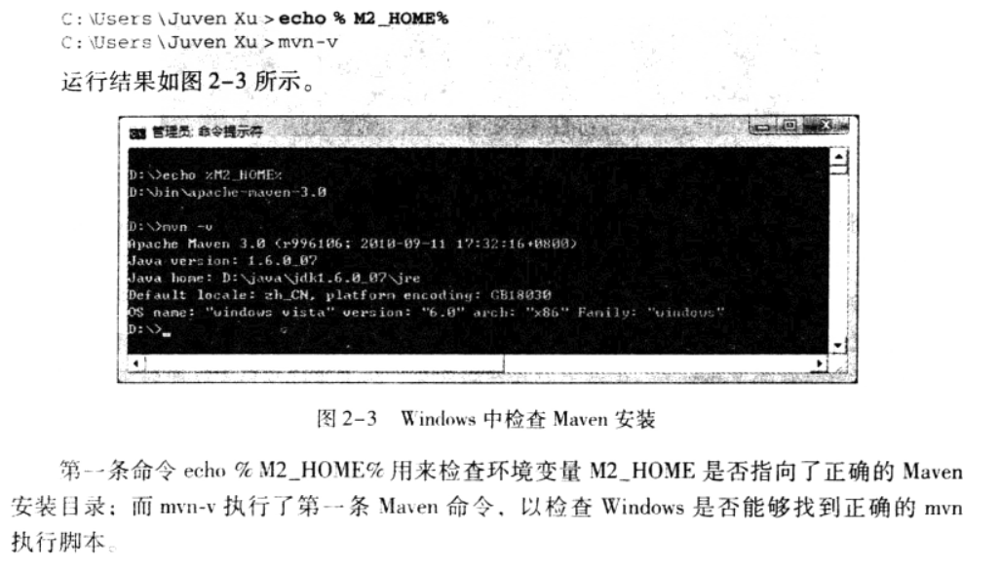 C:\Users\Juven Xu>echo % M2_HOME%
C:\Users\Juven Xu>mvn-v
运行结果如图 2-3 所示。
管理员: 命令提示符
D:\>echo %M2_HOME%
D:\bin\apache-maven-3.0
D:\>mvn -v
Apache Maven 3.0 (r996106; 2010-09-11 17:32:16+0800)
Java version: 1.6.0_07
Java home: D:\java\jdk1.6.0_07\jre
Default locale: zh_CN, platform encoding: GB18030
OS name: "windows vista" version: "6.0" arch: "x86" Family: "windows"
D:\>_
图 2-3 Windows 中检查 Maven 安装
第一条命令 echo % M2_HOME% 用来检查环境变量 M2_HOME 是否指向了正确的 Maven
安装目录；而 mvn-v 执行了第一条 Maven 命令，以检查 Windows 是否能够找到正确的 mvn
执行脚本。